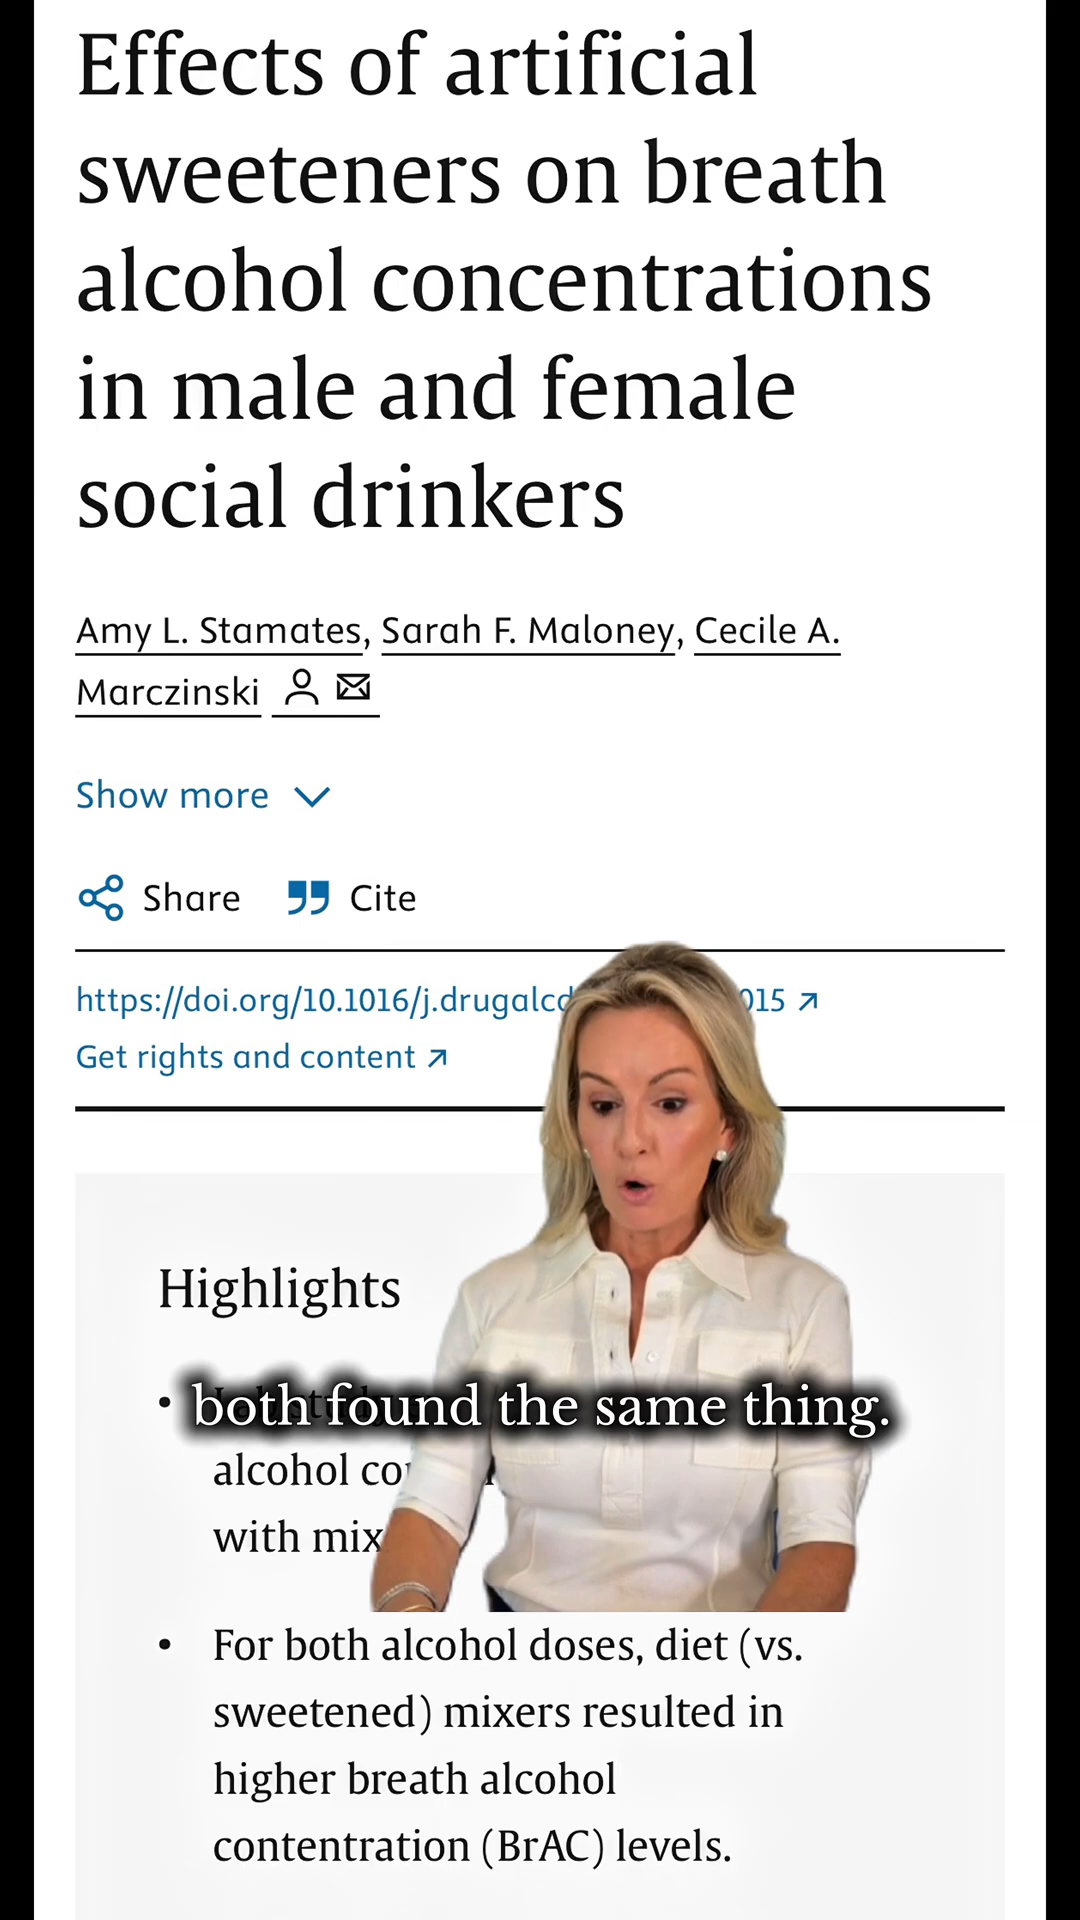 Effects of artificial
sweeteners on breath
alcohol concentrations
in male and female
social drinkers
Amy L. Stamates, Sarah F. Maloney, Cecile A.
Marczinski
Show more
Share Cite
https://doi.org/10.1016/j.drugalcd 015
Get rights and content
Highlights
both found the same thing.
alcohol
with
• For both alcohol doses, diet (vs.
sweetened) mixers resulted in
higher breath alcohol
contentration (BrAC) levels.